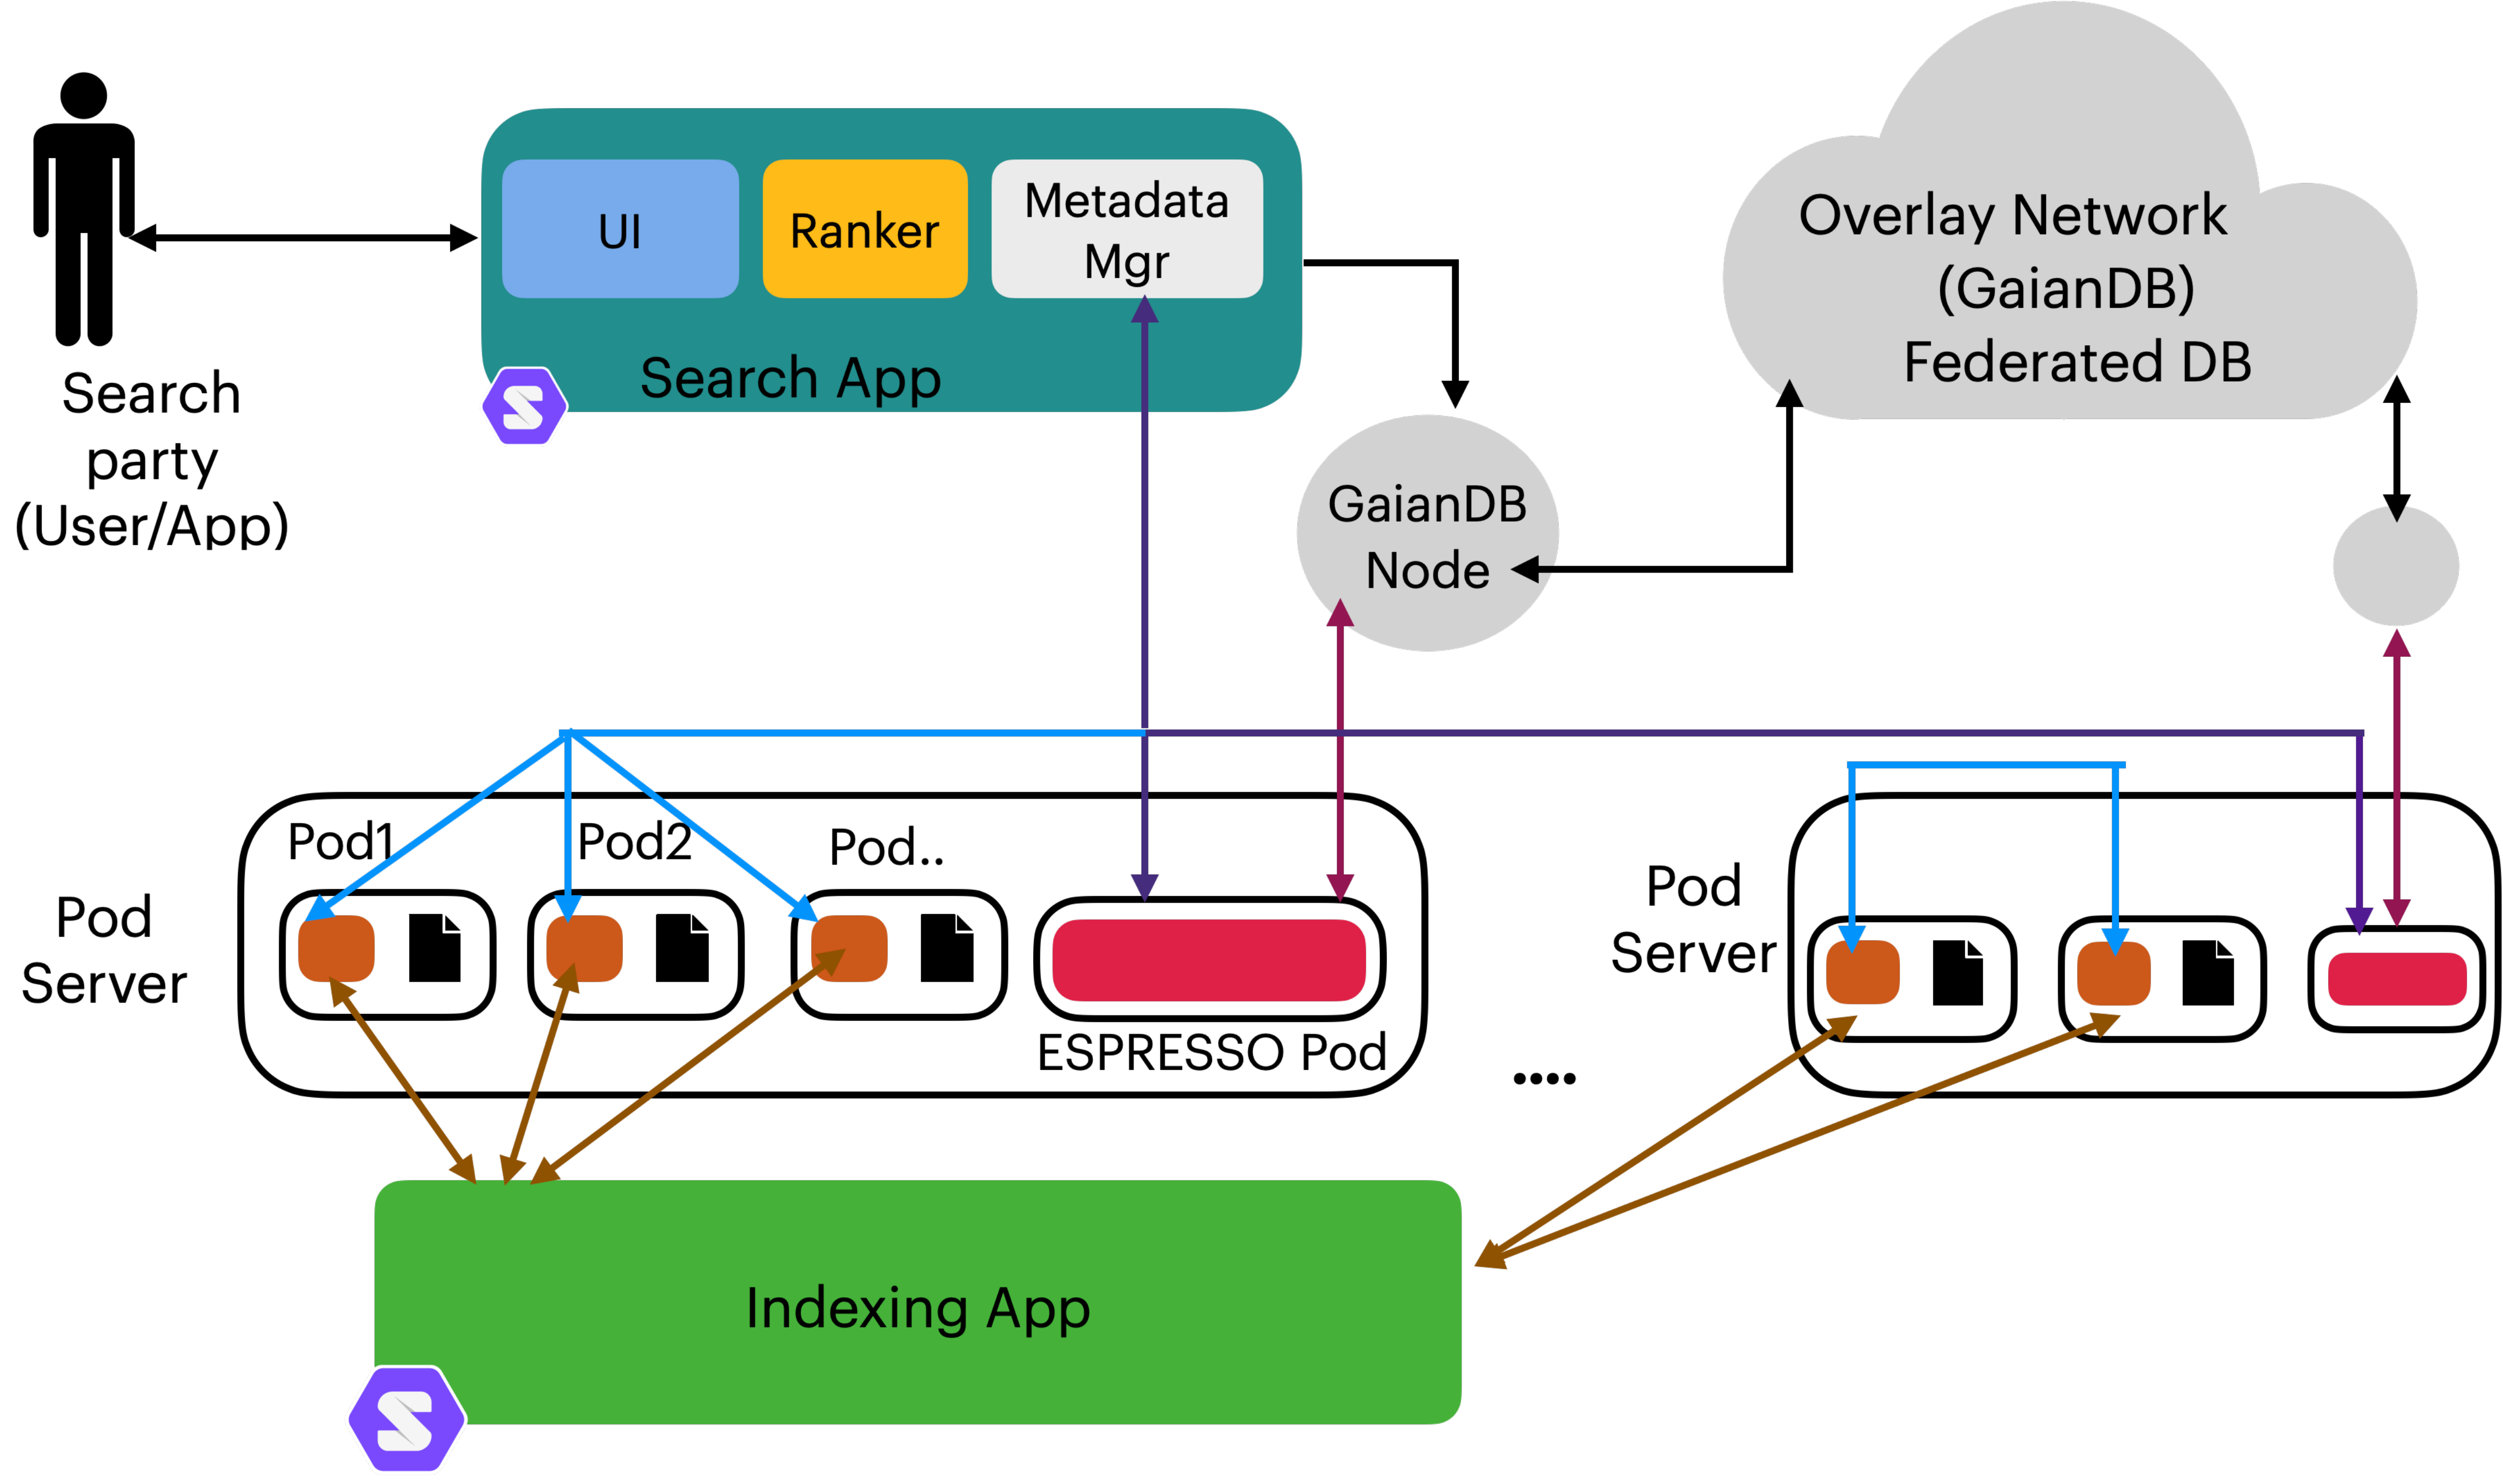 Search
party
(User/App)
UI
Ranker
Metadata
Mgr
Search App
Overlay Network
(GaianDB)
Federated DB
GaianDB
Node
Pod
Server
Pod1
Pod2
Pod..
ESPRESSO Pod
....
Pod
Server
Indexing App